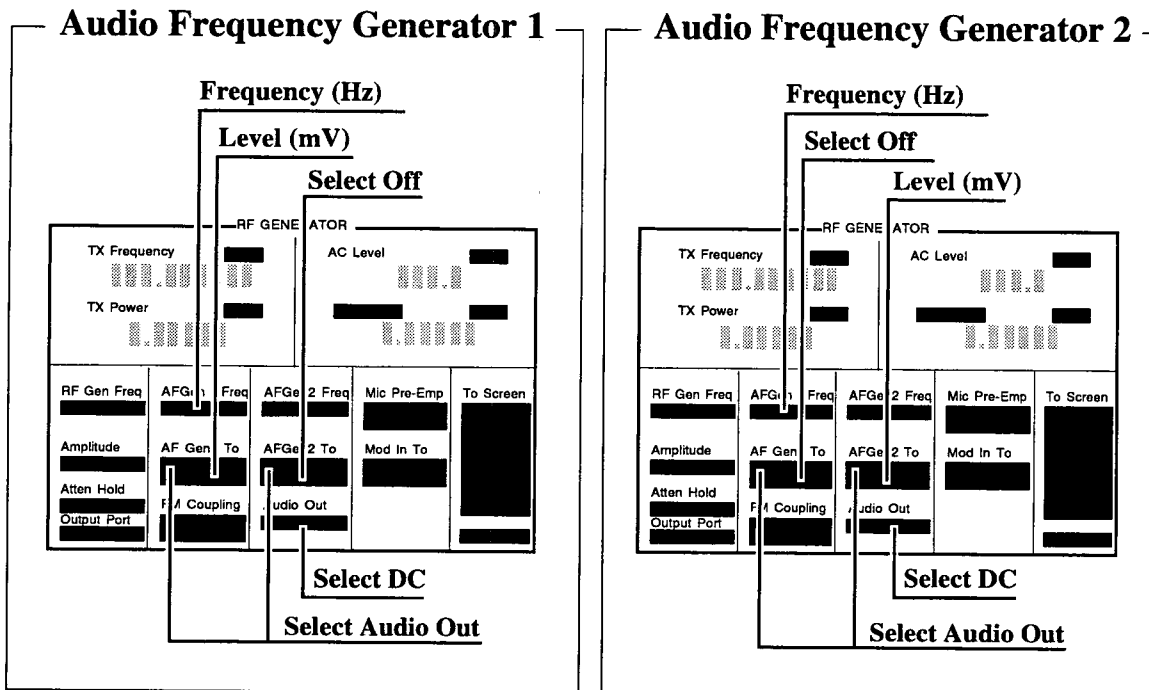 Audio Frequency Generator 1
Frequency (Hz)
Level (mV)
Select Off
RF GENE ATOR
TX Frequency
AC Level
TX Power
RF Gen Freq
AFGen Freq
AFGe 2 Freq
Mic Pre-Emp
To Screen
Amplitude
AF Gen To
AFGe 2 To
Mod In To
Atten Hold
FM Coupling
Audio Out
Output Port
Select DC
Select Audio Out
Audio Frequency Generator 2
Frequency (Hz)
Select Off
Level (mV)
RF GENE ATOR
TX Frequency
AC Level
TX Power
RF Gen Freq
AFGen Freq
AFGe 2 Freq
Mic Pre-Emp
To Screen
Amplitude
AF Gen To
AFGe 2 To
Mod In To
Atten Hold
FM Coupling
Audio Out
Output Port
Select DC
Select Audio Out